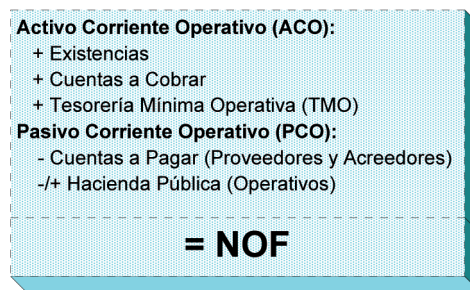 Activo Corriente Operativo (ACO):
+ Existencias
+ Cuentas a Cobrar
+ Tesorería Mínima Operativa (TMO)
Pasivo Corriente Operativo (PCO):
- Cuentas a Pagar (Proveedores y Acreedores)
-/+ Hacienda Pública (Operativos)
= NOF